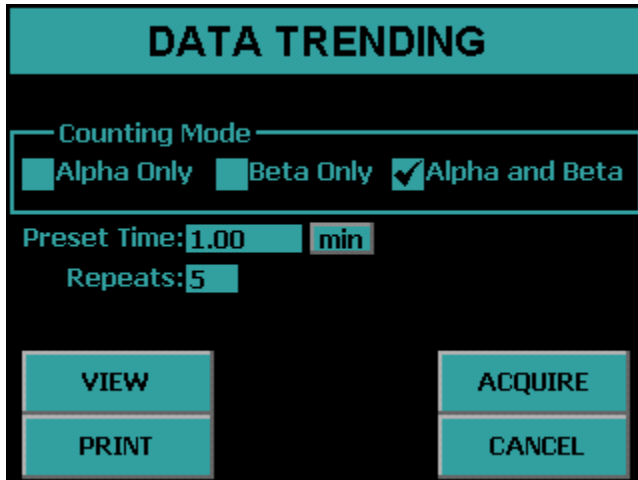 DATA TRENDING
Counting Mode
Alpha Only Beta Only Alpha and Beta
Preset Time: 1.00 min
Repeats: 5
VIEW ACQUIRE
PRINT CANCEL